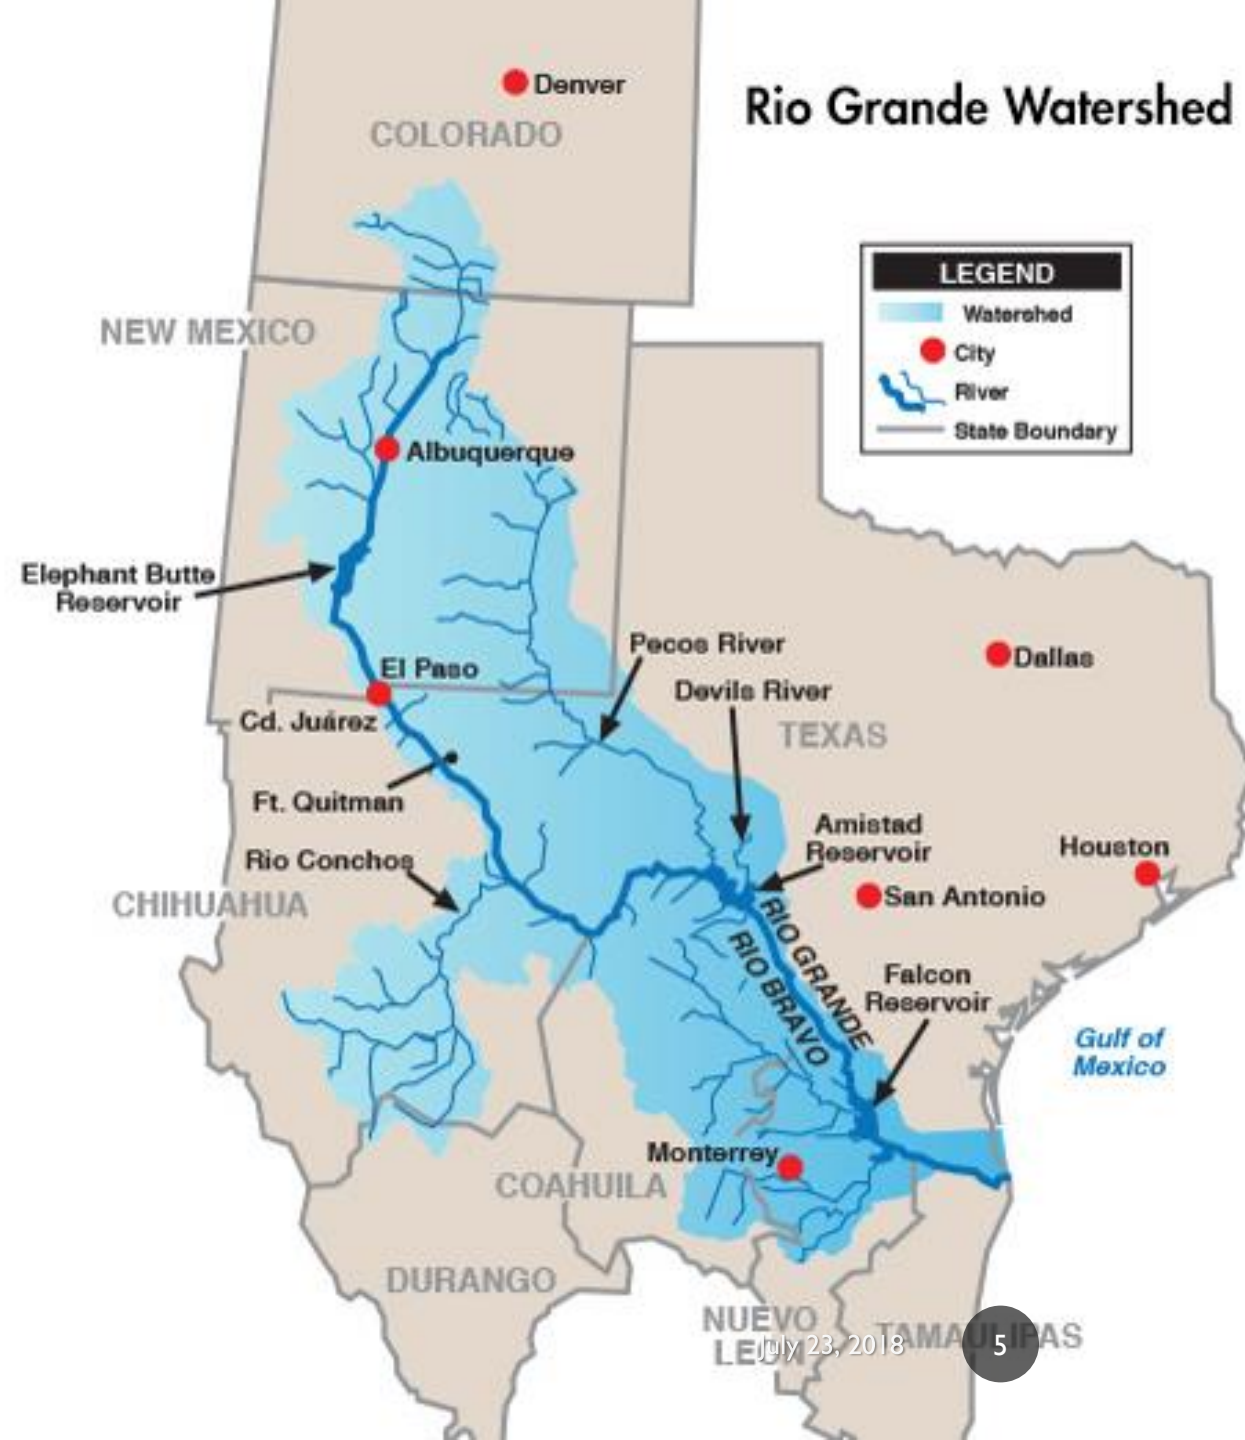 Denver
Rio Grande Watershed
COLORADO
LEGEND
Watershed
City
River
State Boundary
NEW MEXICO
Albuquerque
Elephant Butte
Reservoir
Pecos River
El Paso
Dallas
Devils River
Cd. Juárez
TEXAS
Ft. Quitman
Amistad
Reservoir
Houston
Rio Conchos
San Antonio
CHIHUAHUA
RIO GRANDE
RIO BRAVO
Falcon
Reservoir
Gulf of
Mexico
Monterrey
COAHUILA
DURANGO
NUEVO
LEÓN
TAMAULIPAS
July 23, 2018
5